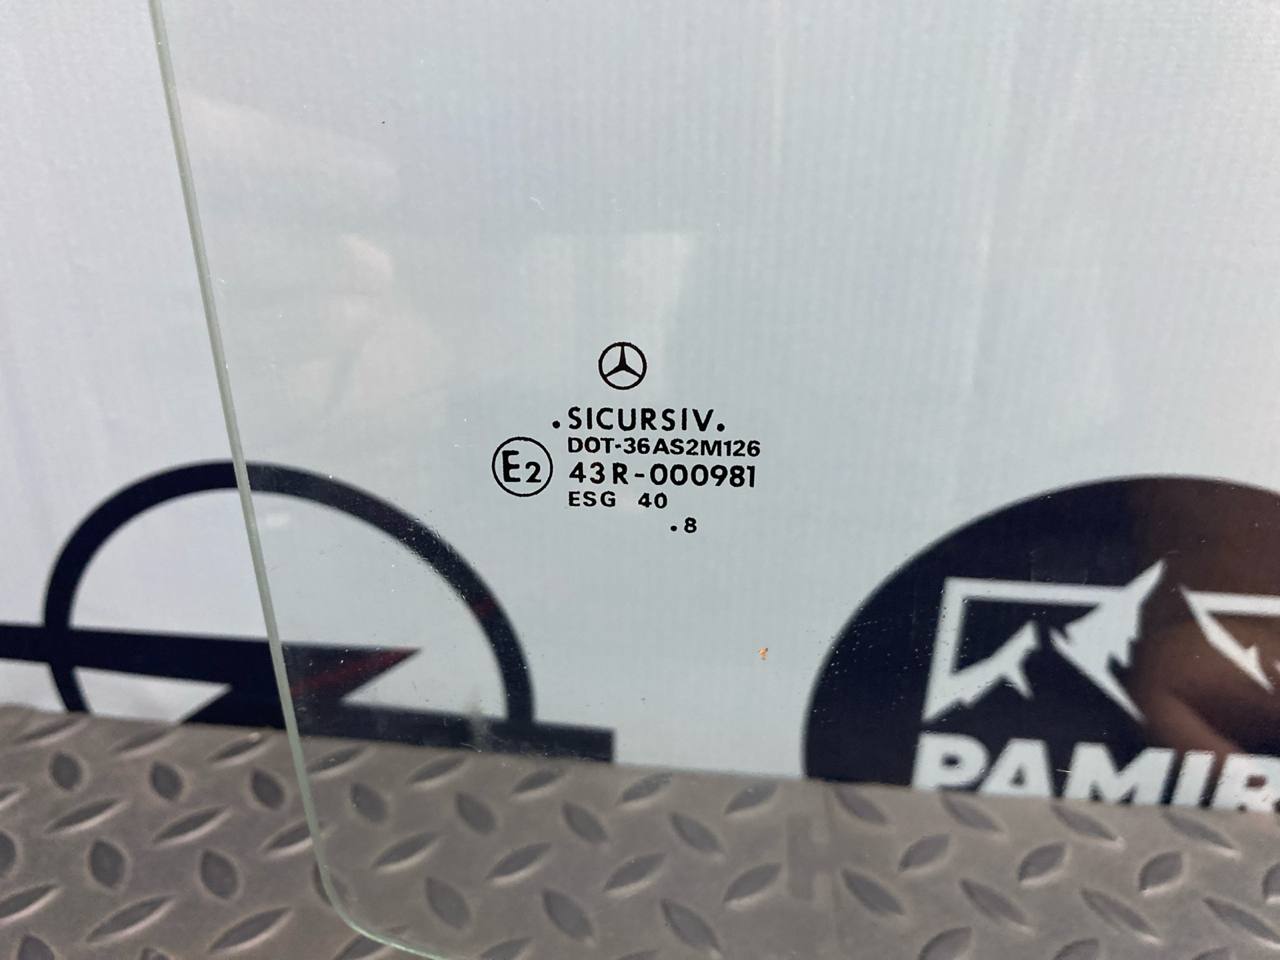 .SICURSIV.
DOT-36AS2M126
E2 43R-000981
ESG 40
.8
PAMIR